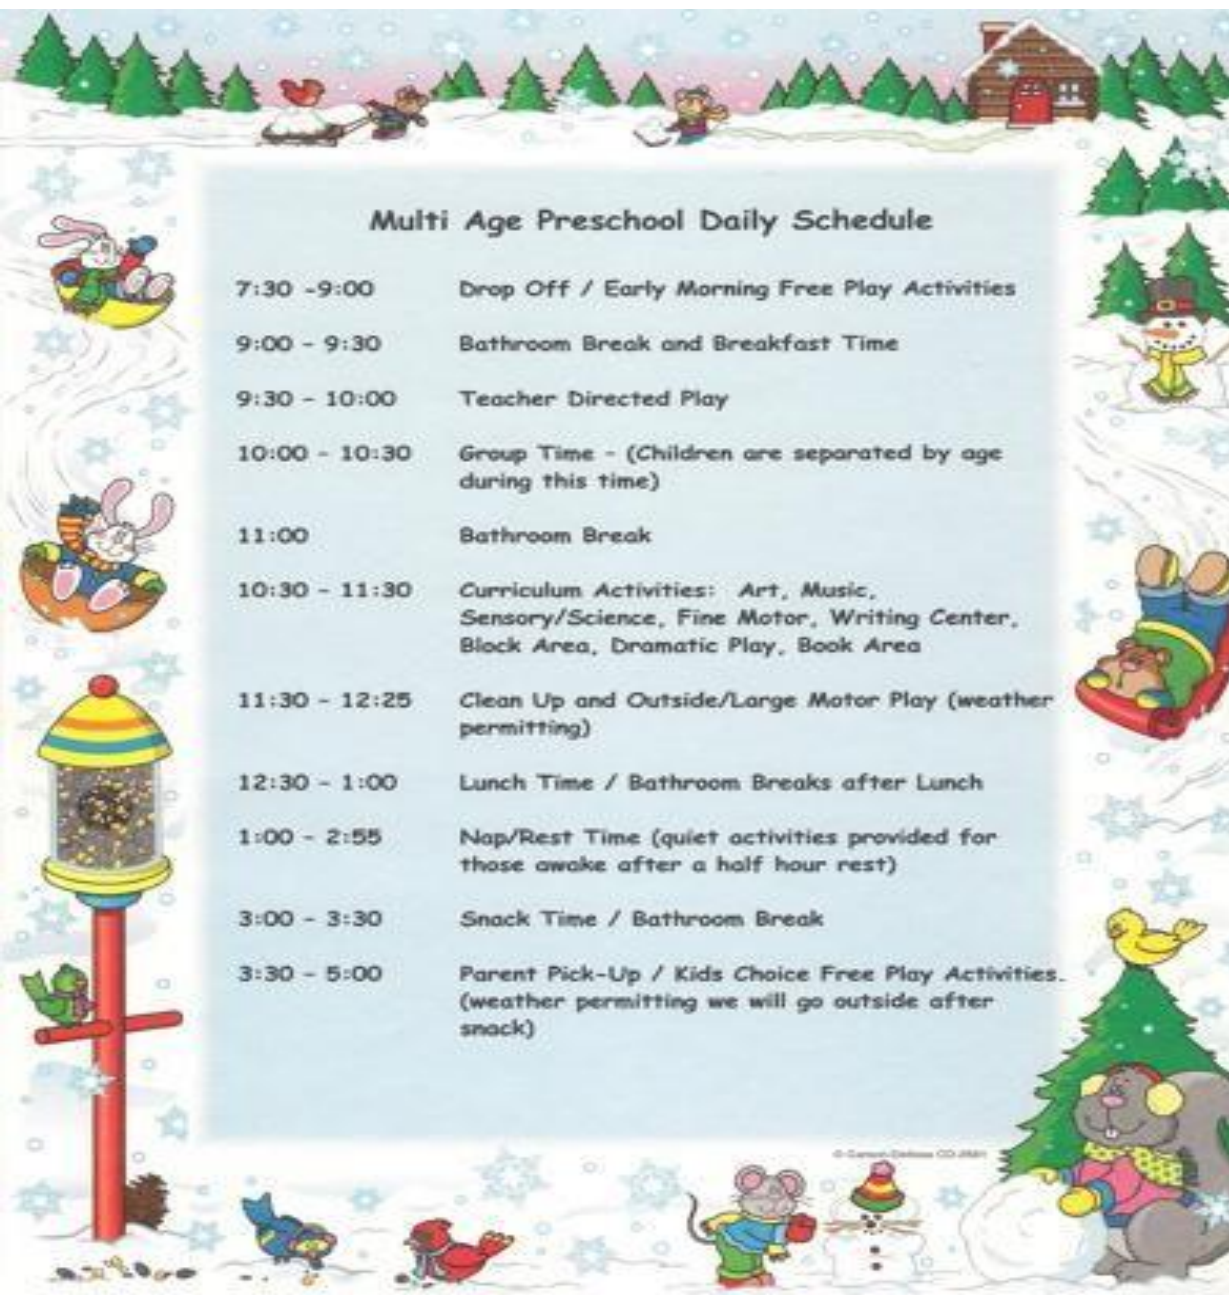 Multi Age Preschool Daily Schedule
7:30 -9:00 Drop Off / Early Morning Free Play Activities
9:00 - 9:30 Bathroom Break and Breakfast Time
9:30 - 10:00 Teacher Directed Play
10:00 - 10:30 Group Time - (Children are separated by age
during this time)
11:00 Bathroom Break
10:30 - 11:30 Curriculum Activities: Art, Music,
Sensory/Science, Fine Motor, Writing Center,
Block Area, Dramatic Play, Book Area
11:30 - 12:25 Clean Up and Outside/Large Motor Play (weather
permitting)
12:30 - 1:00 Lunch Time / Bathroom Breaks after Lunch
1:00 - 2:55 Nap/Rest Time (quiet activities provided for
those awake after a half hour rest)
3:00 - 3:30 Snack Time / Bathroom Break
3:30 - 5:00 Parent Pick-Up / Kids Choice Free Play Activities.
(weather permitting we will go outside after
snack)
© Carson-Dellosa